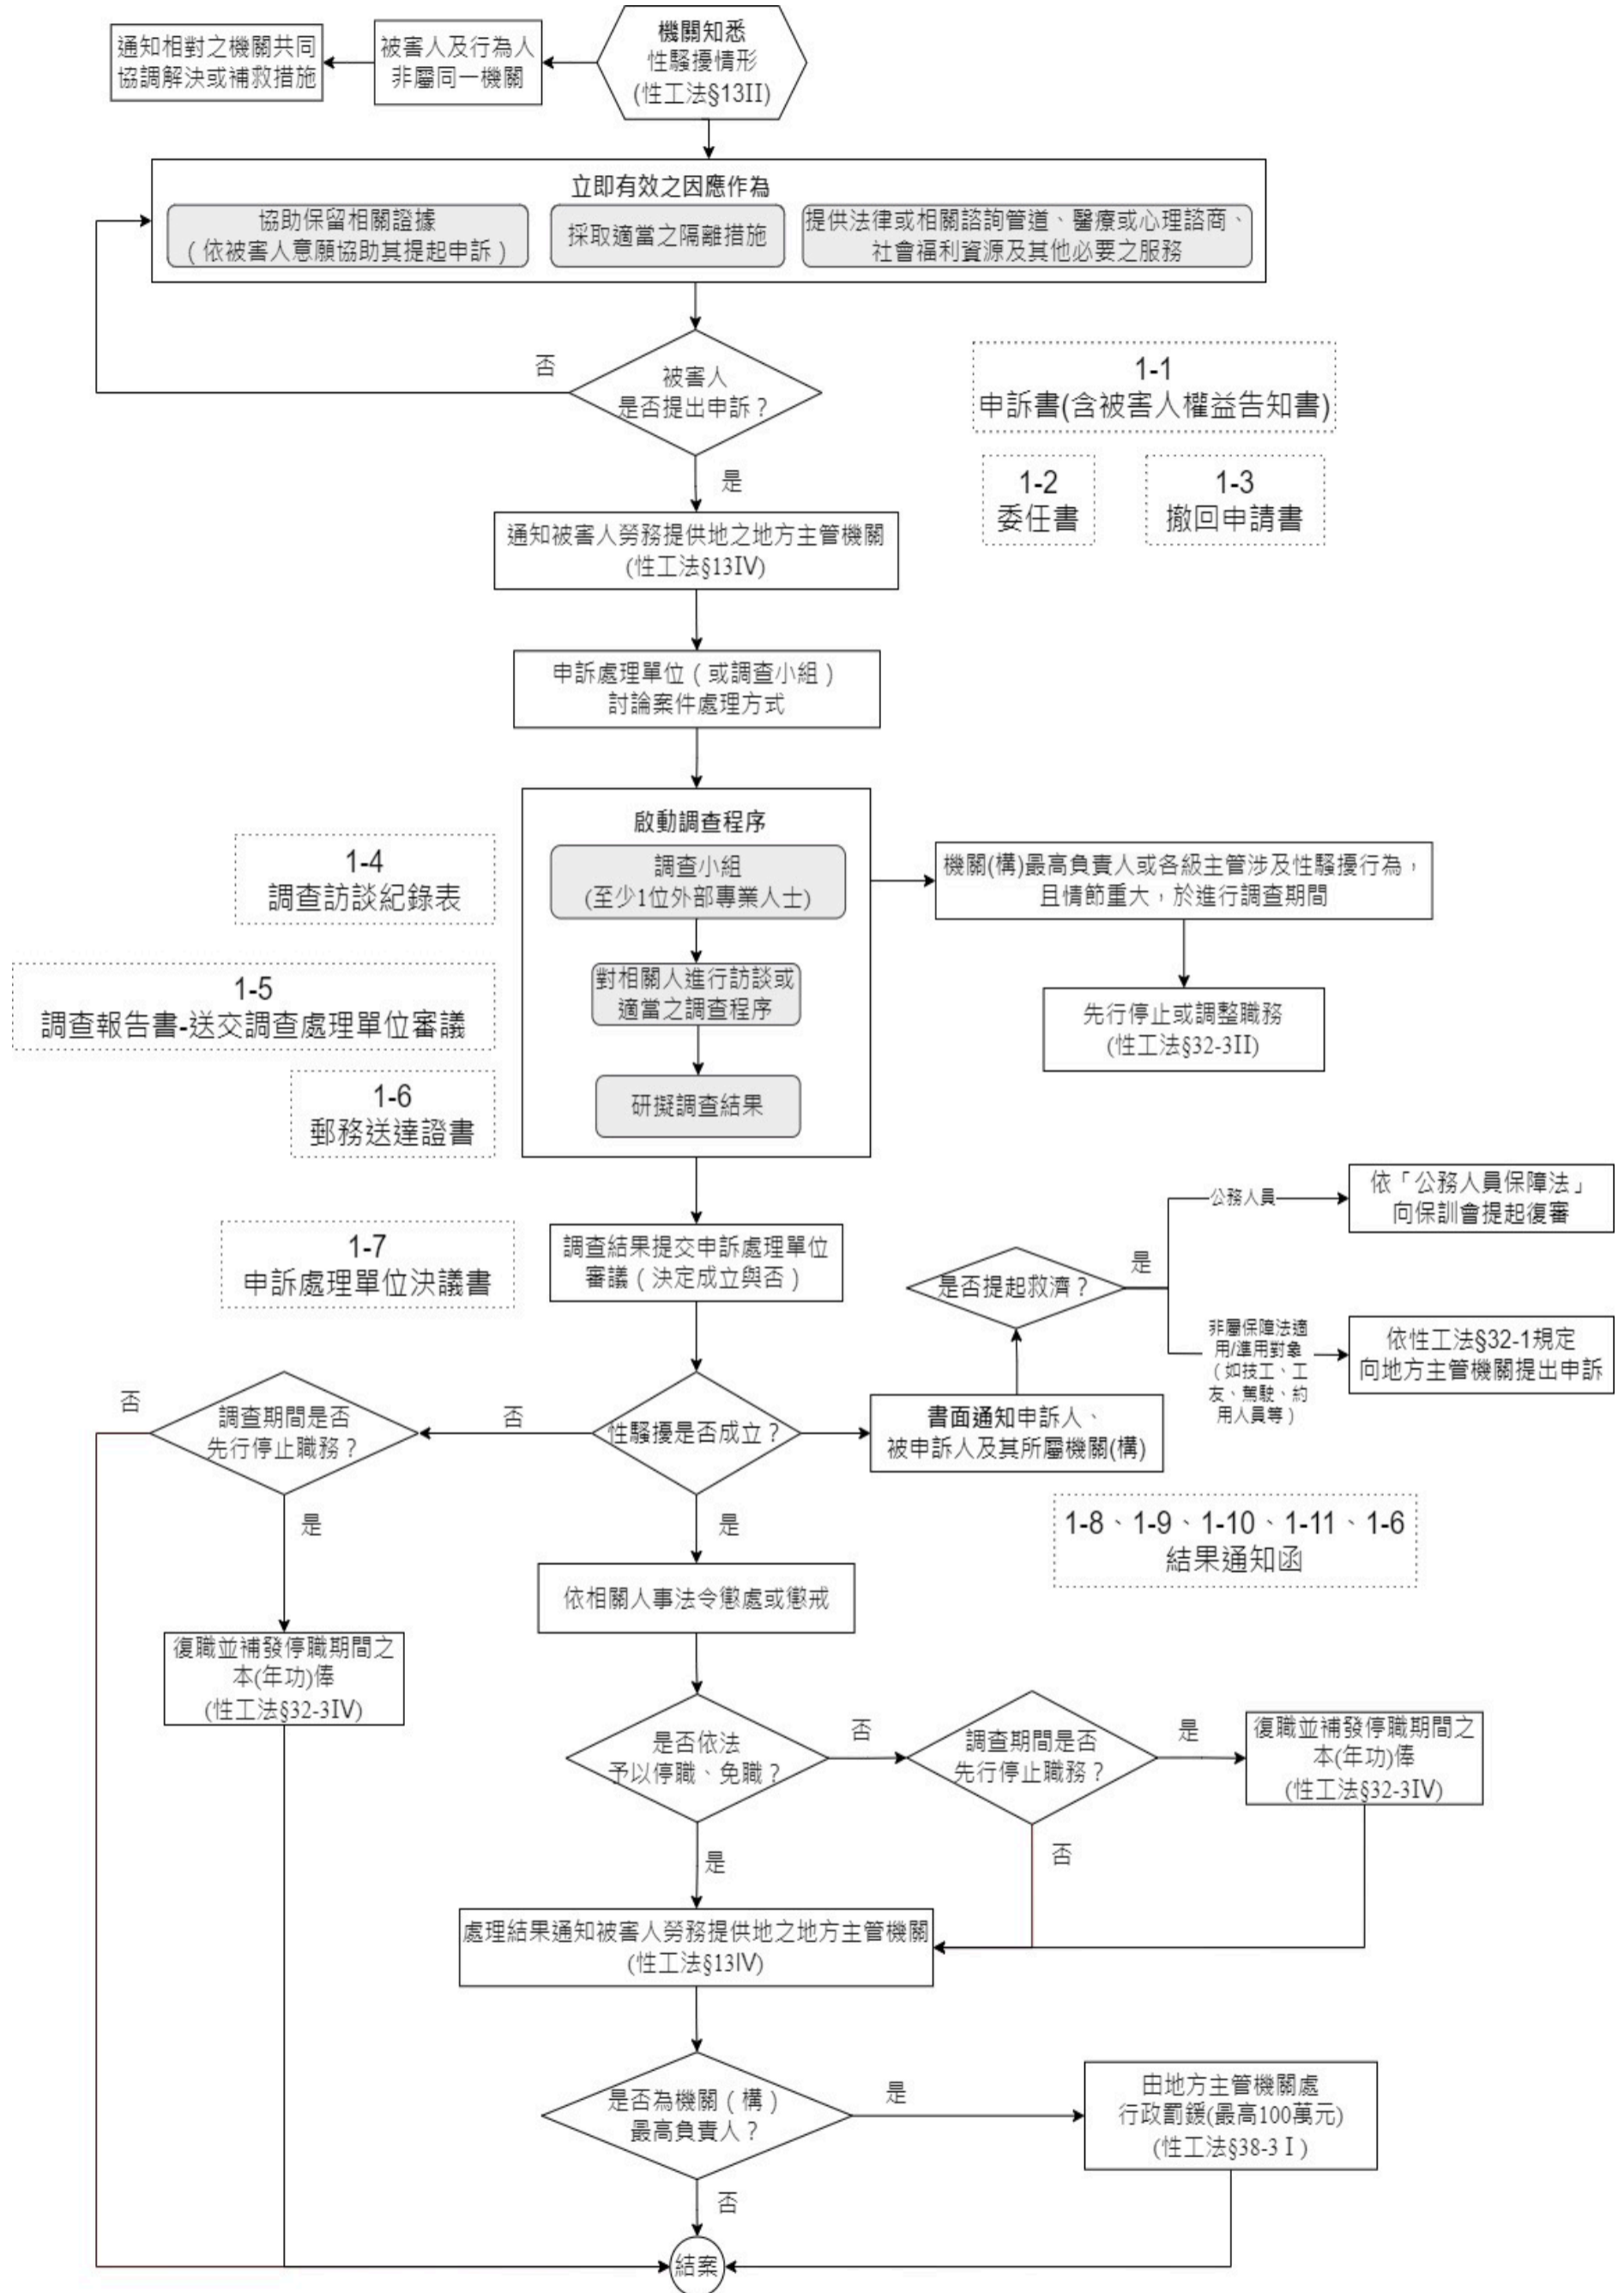 機關知悉
性騷擾情形
(性工法§13II)
被害人及行為人
非屬同一機關
通知相對之機關共同
協調解決或補救措施
立即有效之因應作為
協助保留相關證據
（依被害人意願協助其提起申訴）
採取適當之隔離措施
提供法律或相關諮詢管道、醫療或心理諮商、
社會福利資源及其他必要之服務
否
被害人
是否提出申訴？
是
1-1
申訴書(含被害人權益告知書)
1-2
委任書
1-3
撤回申請書
通知被害人勞務提供地之地方主管機關
(性工法§13IV)
申訴處理單位（或調查小組）
討論案件處理方式
啟動調查程序
調查小組
(至少1位外部專業人士)
對相關人進行訪談或
適當之調查程序
研擬調查結果
機關(構)最高負責人或各級主管涉及性騷擾行為，
且情節重大，於進行調查期間
先行停止或調整職務
(性工法§32-3II)
1-4
調查訪談紀錄表
1-5
調查報告書-送交調查處理單位審議
1-6
郵務送達證書
1-7
申訴處理單位決議書
調查結果提交申訴處理單位
審議（決定成立與否）
是否提起救濟？
是
公務人員
依「公務人員保障法」
向保訓會提起復審
非屬保障法適
用/準用對象
（如技工、工
友、駕駛、約
用人員等）
依性工法§32-1規定
向地方主管機關提出申訴
書面通知申訴人、
被申訴人及其所屬機關(構)
性騷擾是否成立？
否
調查期間是否
先行停止職務？
否
是
是
1-8、1-9、1-10、1-11、1-6
結果通知函
依相關人事法令懲處或懲戒
復職並補發停職期間之
本(年功)俸
(性工法§32-3IV)
是否依法
予以停職、免職？
否
調查期間是否
先行停止職務？
是
復職並補發停職期間之
本(年功)俸
(性工法§32-3IV)
是
否
處理結果通知被害人勞務提供地之地方主管機關
(性工法§13IV)
是否為機關（構）
最高負責人？
是
由地方主管機關處
行政罰鍰(最高100萬元)
(性工法§38-3Ⅰ)
否
結案